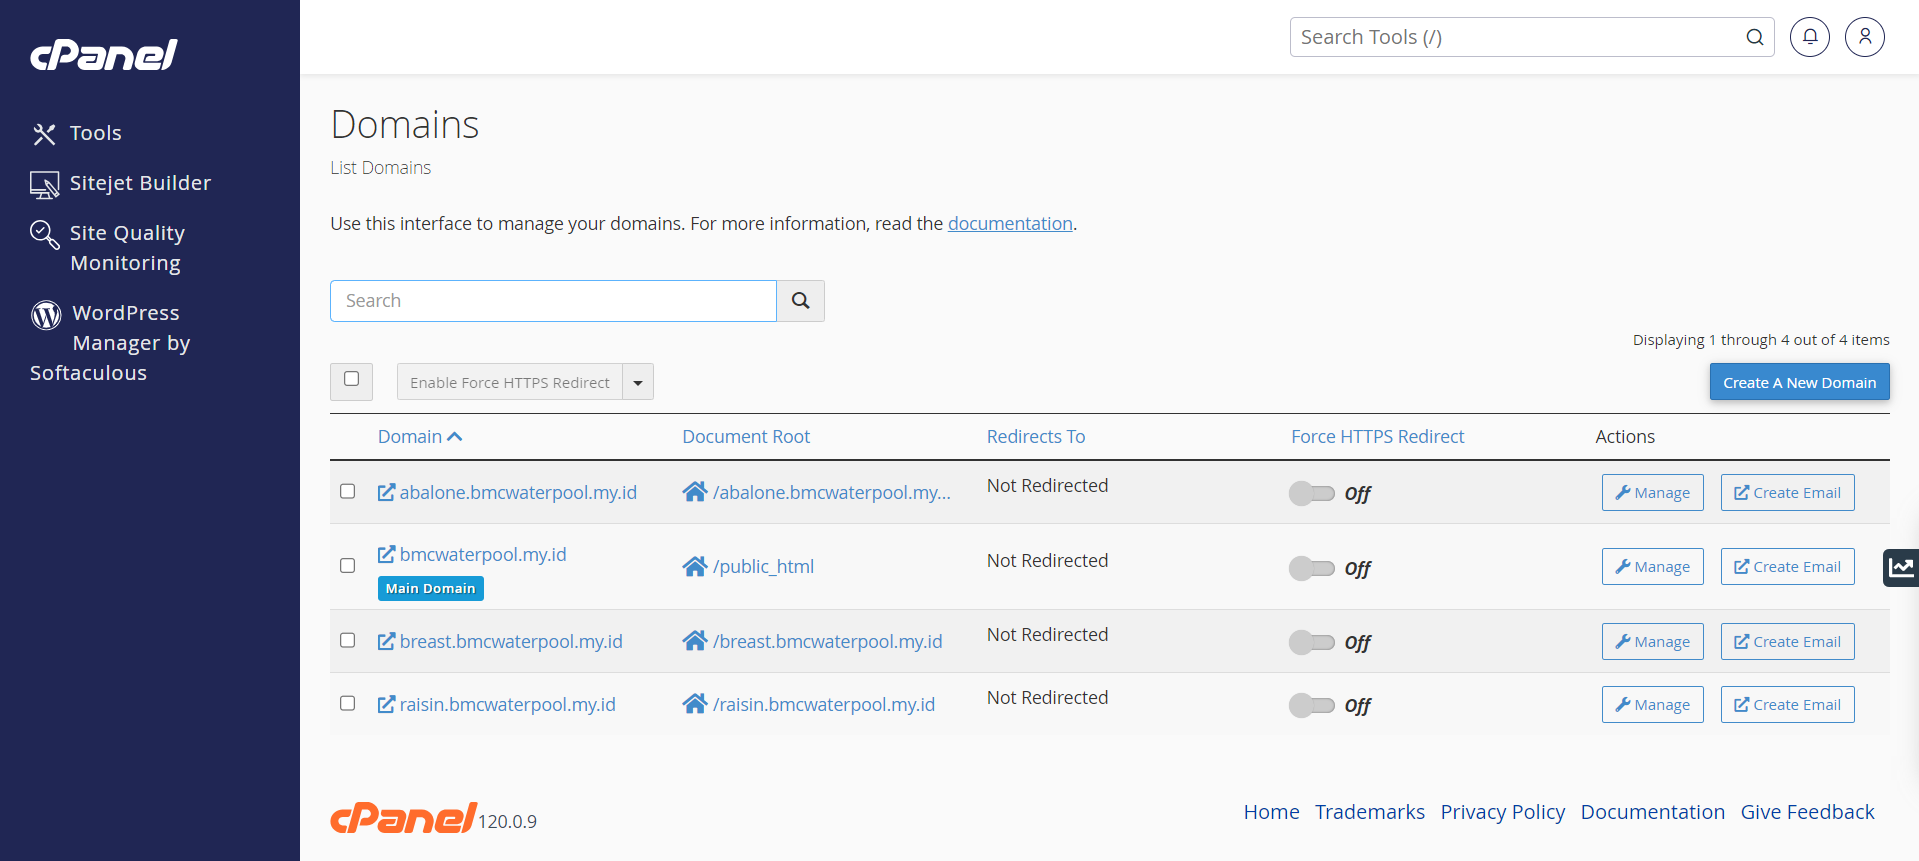 cPanel
Search Tools (/)
Tools
Sitejet Builder
Site Quality
Monitoring
WordPress
Manager by
Softaculous
Domains
List Domains
Use this interface to manage your domains. For more information, read the documentation.
Search
Displaying 1 through 4 out of 4 items
Enable Force HTTPS Redirect
Create A New Domain
Domain Document Root Redirects To Force HTTPS Redirect Actions
abalone.bmcwaterpool.my.id /abalone.bmcwaterpool.my... Not Redirected Off Manage Create Email
bmcwaterpool.my.id /public_html Not Redirected Off Manage Create Email
Main Domain
breast.bmcwaterpool.my.id /breast.bmcwaterpool.my.id Not Redirected Off Manage Create Email
raisin.bmcwaterpool.my.id /raisin.bmcwaterpool.my.id Not Redirected Off Manage Create Email
cPanel 120.0.9
Home Trademarks Privacy Policy Documentation Give Feedback